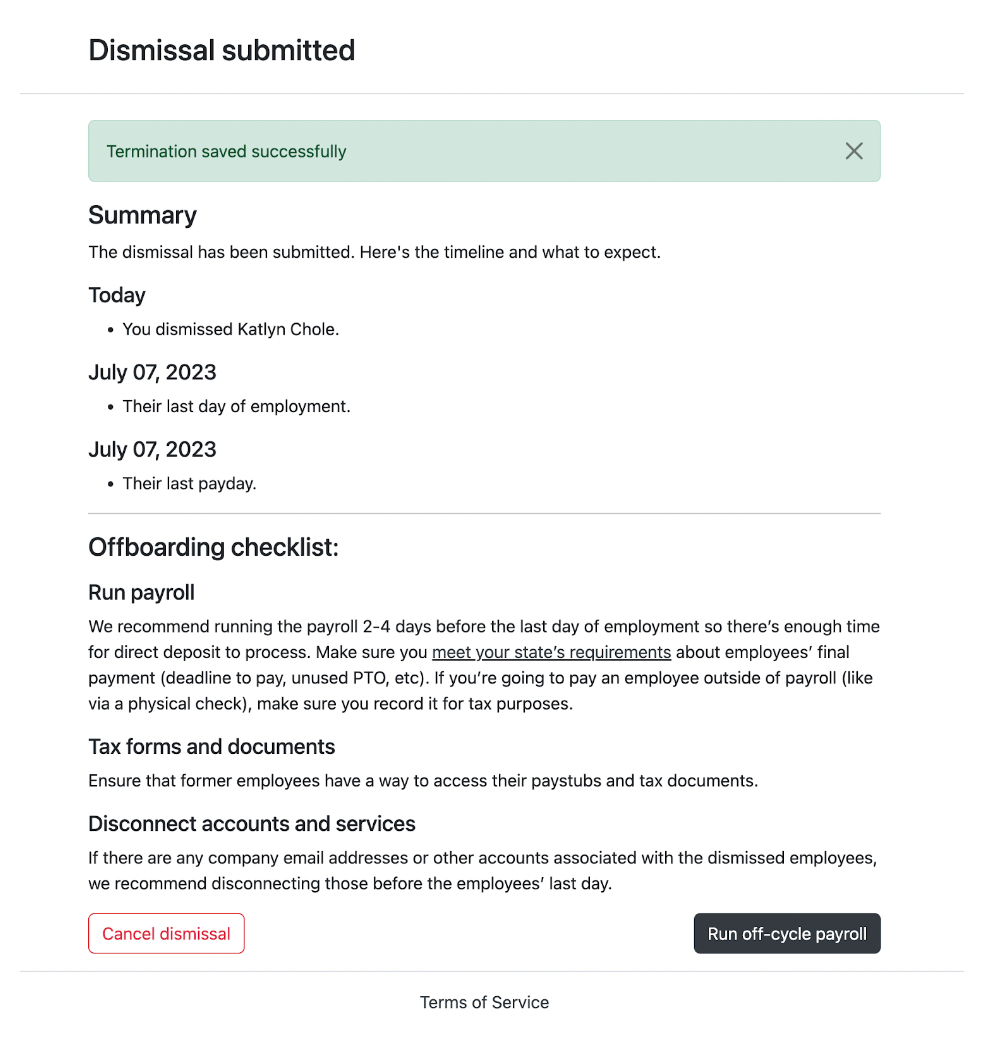 Dismissal submitted
Termination saved successfully
Summary
The dismissal has been submitted. Here's the timeline and what to expect.
Today
• You dismissed Katlyn Chole.
July 07, 2023
• Their last day of employment.
July 07, 2023
• Their last payday.
Offboarding checklist:
Run payroll
We recommend running the payroll 2-4 days before the last day of employment so there’s enough time
for direct deposit to process. Make sure you meet your state’s requirements about employees’ final
payment (deadline to pay, unused PTO, etc). If you’re going to pay an employee outside of payroll (like
via a physical check), make sure you record it for tax purposes.
Tax forms and documents
Ensure that former employees have a way to access their paystubs and tax documents.
Disconnect accounts and services
If there are any company email addresses or other accounts associated with the dismissed employees,
we recommend disconnecting those before the employees’ last day.
Cancel dismissal
Run off-cycle payroll
Terms of Service